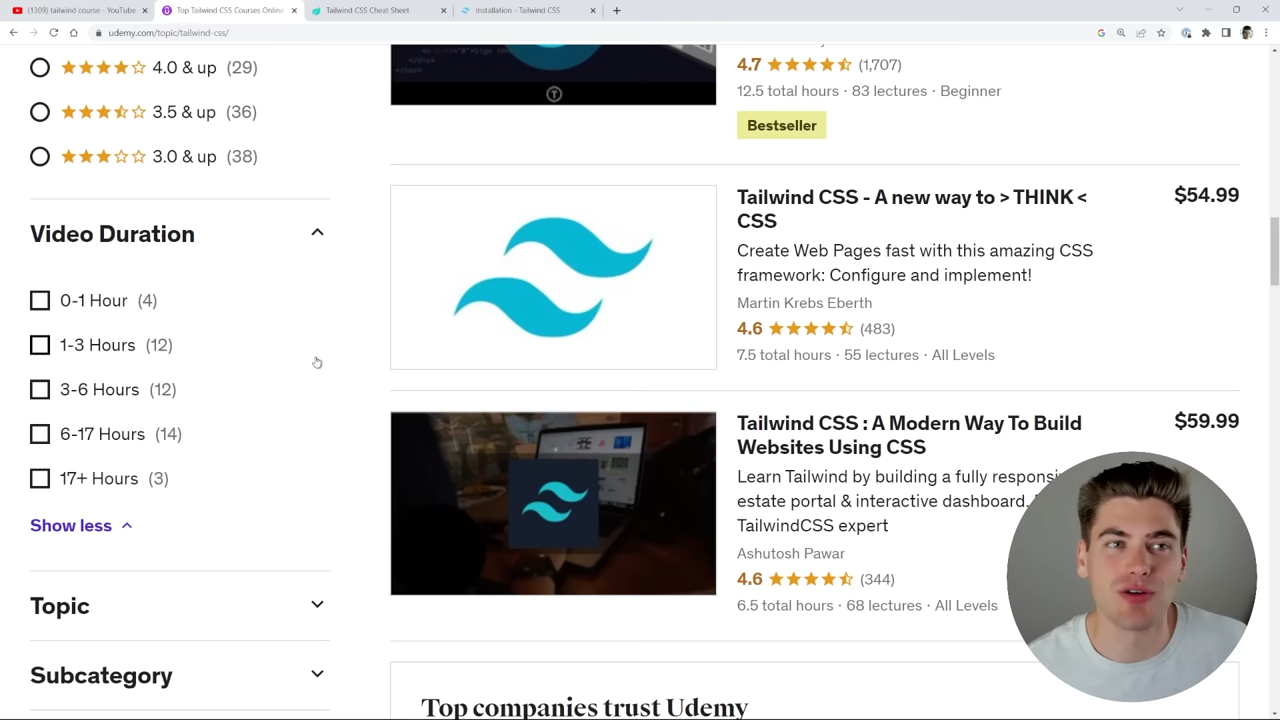 (1309) tailwind course - YouTube
Top Tailwind CSS Courses Online
Tailwind CSS Cheat Sheet
Installation - Tailwind CSS
udemy.com/topic/tailwind-css/
4.0 & up (29)
3.5 & up (36)
3.0 & up (38)
Video Duration
0-1 Hour (4)
1-3 Hours (12)
3-6 Hours (12)
6-17 Hours (14)
17+ Hours (3)
Show less
Topic
Subcategory
4.7 (1,707)
12.5 total hours · 83 lectures · Beginner
Bestseller
Tailwind CSS - A new way to > THINK <
CSS
$54.99
Create Web Pages fast with this amazing CSS
framework: Configure and implement!
Martin Krebs Eberth
4.6 (483)
7.5 total hours · 55 lectures · All Levels
Tailwind CSS : A Modern Way To Build
Websites Using CSS
$59.99
Learn Tailwind by building a fully
estate portal & interactive dashboard.
TailwindCSS expert
Ashutosh Pawar
4.6 (344)
6.5 total hours · 68 lectures · All Levels
Top companies trust Udemy